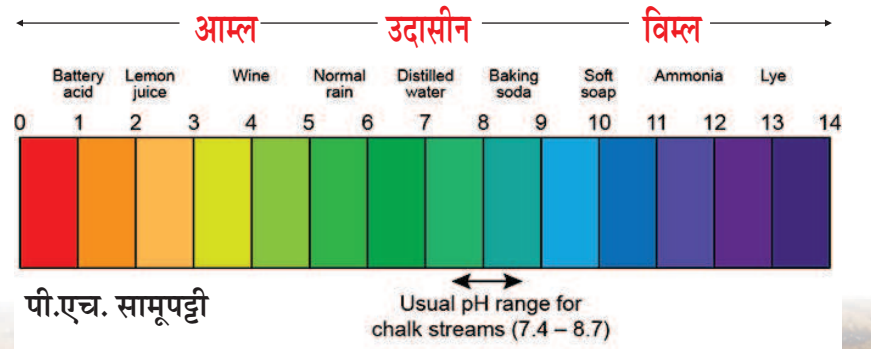 आम्ल उदासीन विम्ल
Battery acid
Lemon juice
Wine
Normal rain
Distilled water
Baking soda
Soft soap
Ammonia
Lye
0 1 2 3 4 5 6 7 8 9 10 11 12 13 14
पी.एच. सामूपट्टी
Usual pH range for
chalk streams (7.4 – 8.7)